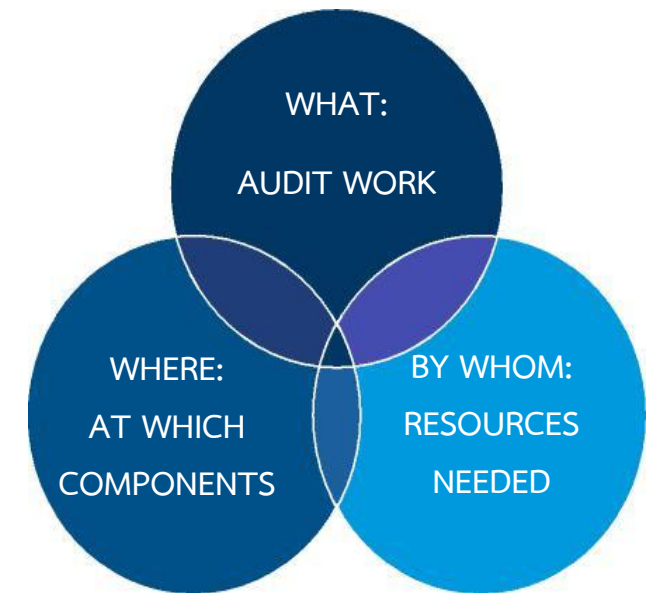 WHAT:
AUDIT WORK
WHERE:
AT WHICH
COMPONENTS
BY WHOM:
RESOURCES
NEEDED